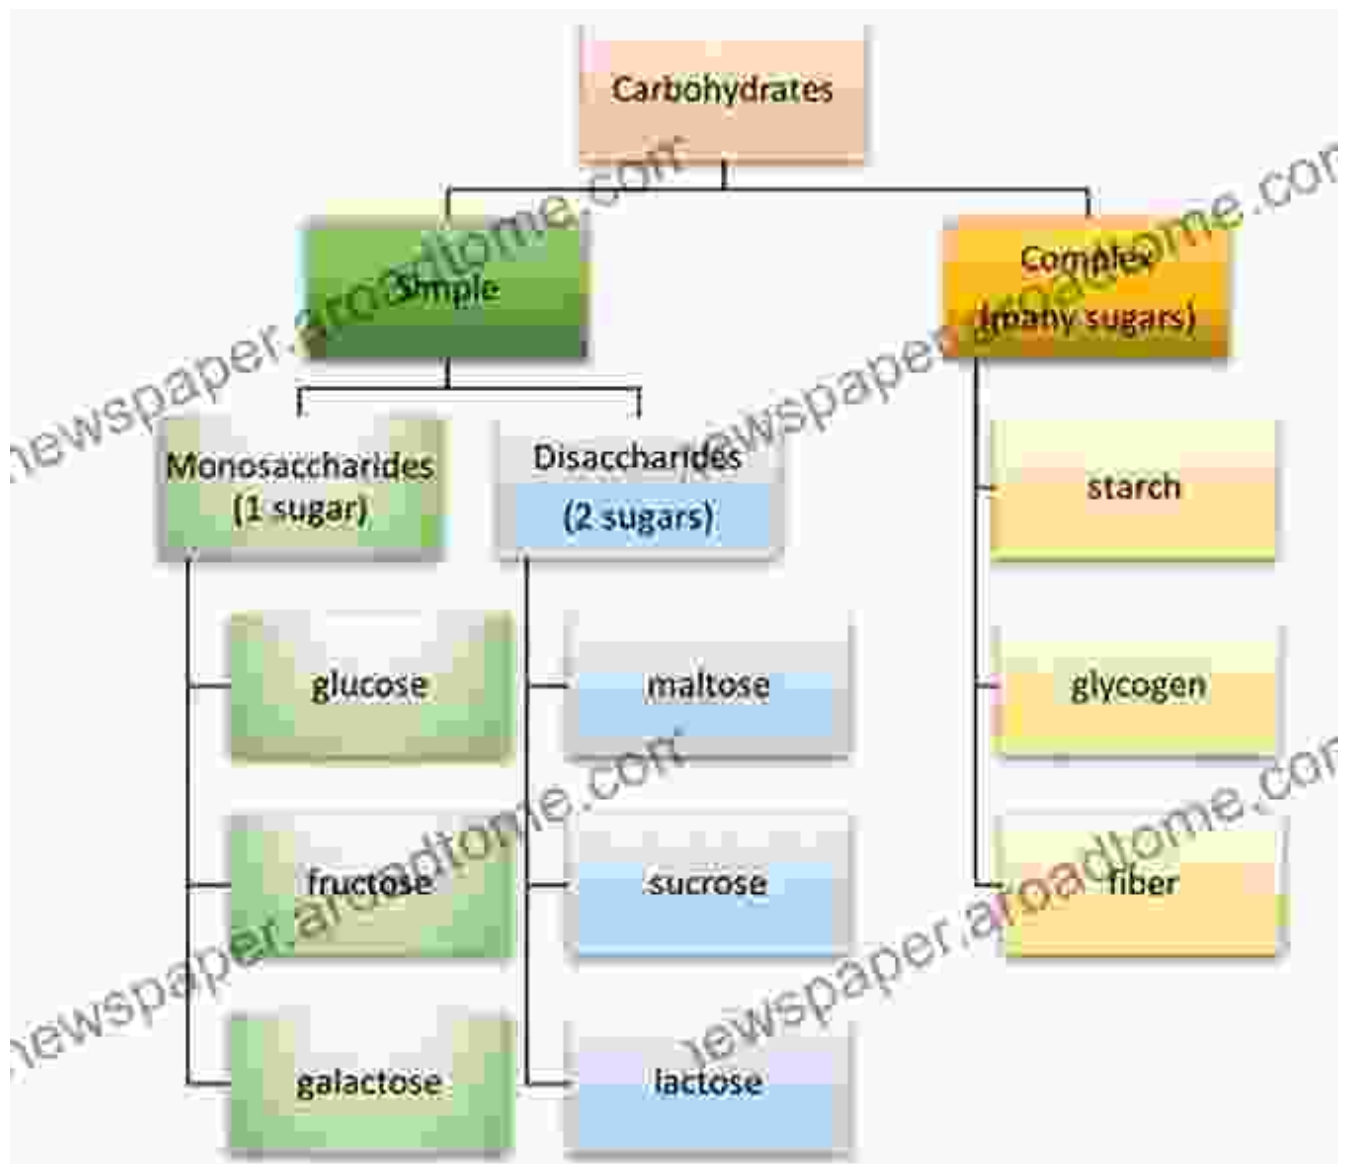 Carbohydrates
Simple
Complex
(many sugars)
Monosaccharides
(1 sugar)
Disaccharides
(2 sugars)
starch
glucose
maltose
glycogen
fructose
sucrose
fiber
galactose
lactose
newspaper.aroadtome.com
newspaper.aroadtome.com
newspaper.aroadtome.com
newspaper.aroadtome.com